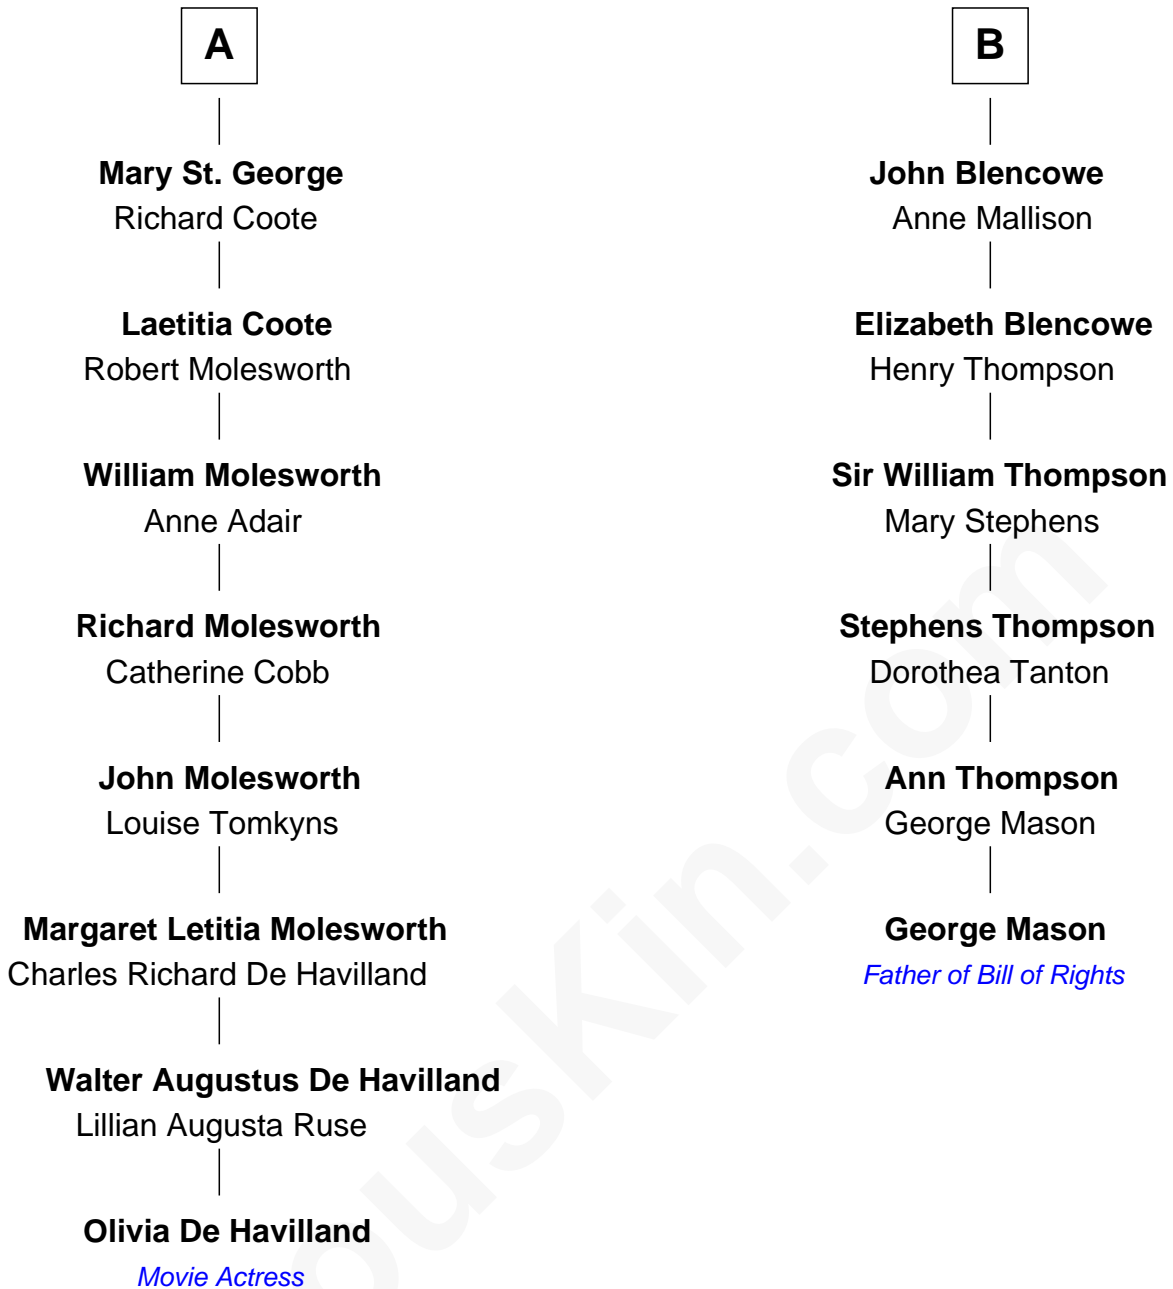 A
Mary St. George
Richard Coote
Laetitia Coote
Robert Molesworth
William Molesworth
Anne Adair
Richard Molesworth
Catherine Cobb
John Molesworth
Louise Tomkyns
Margaret Letitia Molesworth
Charles Richard De Havilland
Walter Augustus De Havilland
Lillian Augusta Ruse
Olivia De Havilland
Movie Actress
B
John Blencowe
Anne Mallison
Elizabeth Blencowe
Henry Thompson
Sir William Thompson
Mary Stephens
Stephens Thompson
Dorothea Tanton
Ann Thompson
George Mason
George Mason
Father of Bill of Rights
ousKin.com